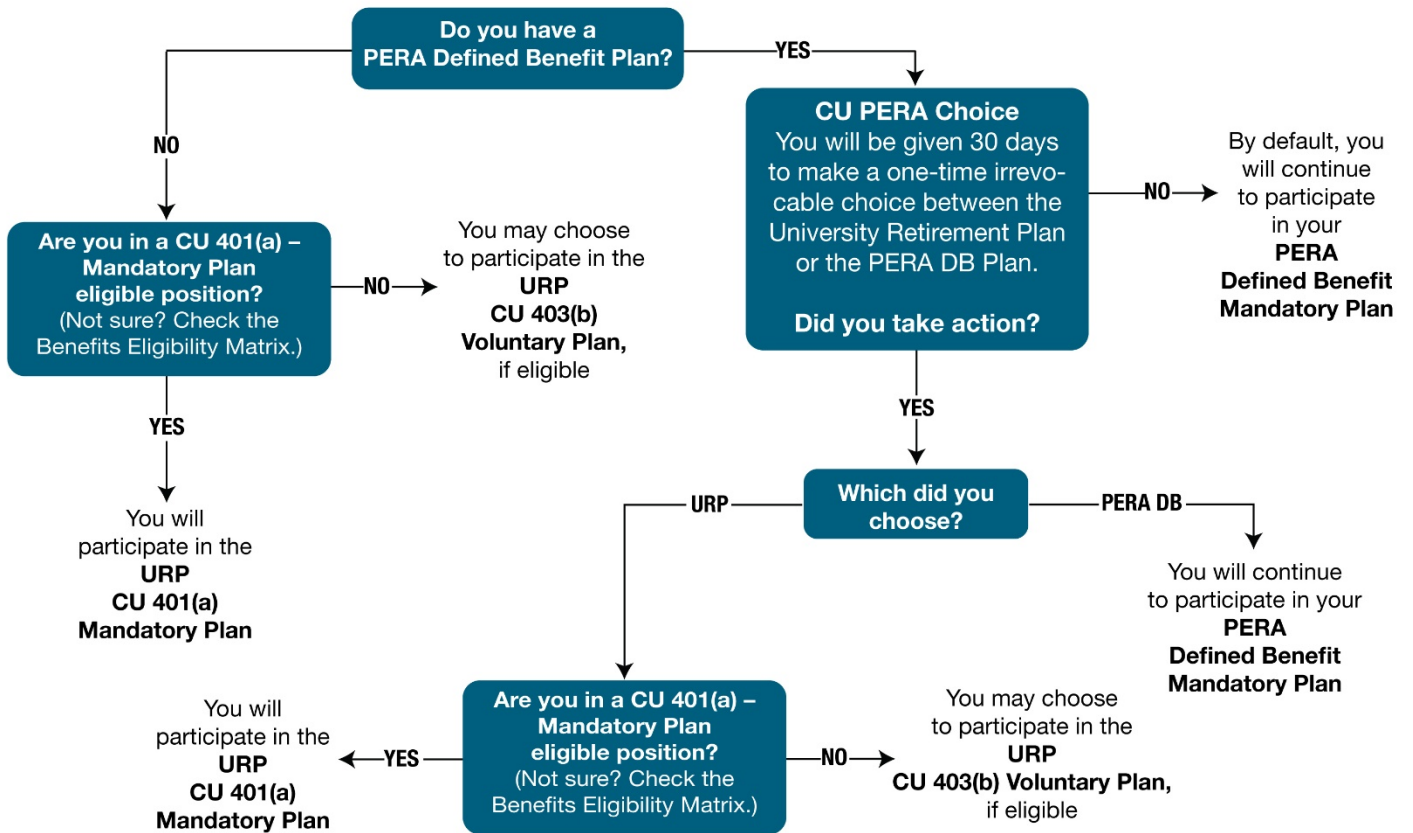 Do you have a
PERA Defined Benefit Plan?
YES
NO
CU PERA Choice
You will be given 30 days
to make a one-time irrevo-
cable choice between the
University Retirement Plan
or the PERA DB Plan.
Did you take action?
NO
By default, you
will continue
to participate
in your
PERA
Defined Benefit
Mandatory Plan
Are you in a CU 401(a) –
Mandatory Plan
eligible position?
(Not sure? Check the
Benefits Eligibility Matrix.)
NO
You may choose
to participate in the
URP
CU 403(b)
Voluntary Plan,
if eligible
YES
You will
participate in the
URP
CU 401(a)
Mandatory Plan
YES
Which did you
choose?
URP
PERA DB
You will continue
to participate in your
PERA
Defined Benefit
Mandatory Plan
Are you in a CU 401(a) –
Mandatory Plan
eligible position?
(Not sure? Check the
Benefits Eligibility Matrix.)
YES
You will
participate in the
URP
CU 401(a)
Mandatory Plan
NO
You may choose
to participate in the
URP
CU 403(b) Voluntary Plan,
if eligible